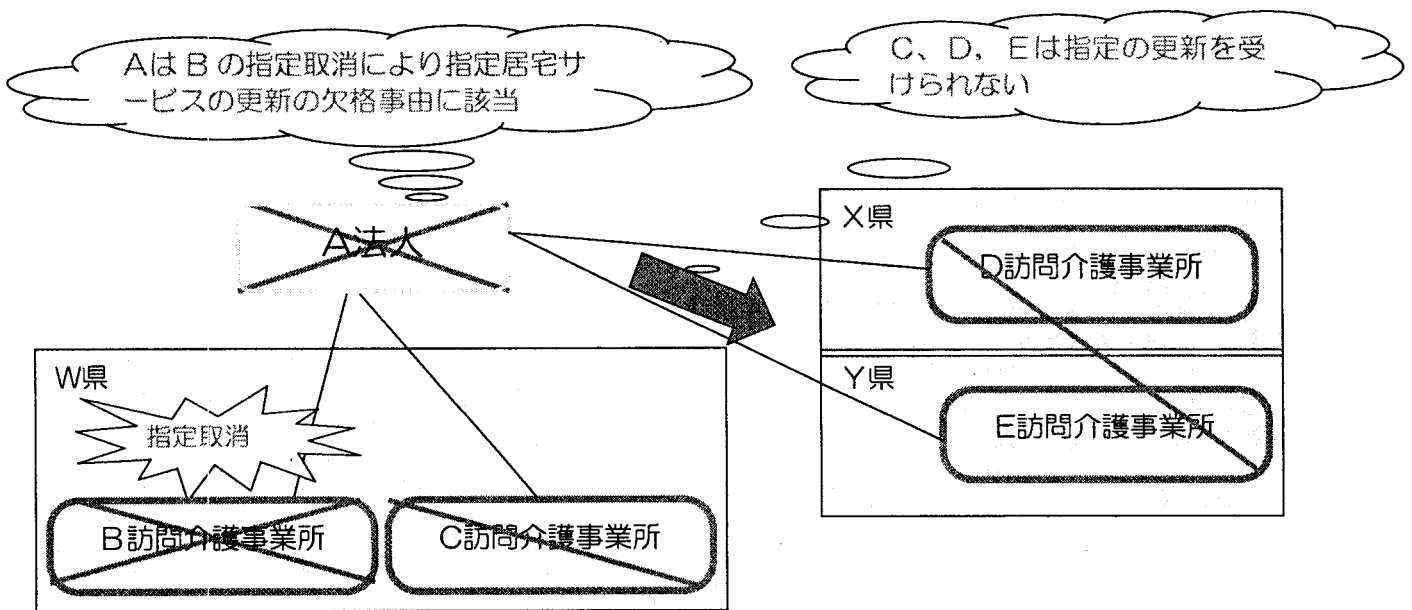 AはBの指定取消により指定居宅サ
ービスの更新の欠格事由に該当
C、D，Eは指定の更新を受
けられない
A法人
X県
D訪問介護事業所
Y県
E訪問介護事業所
W県
指定取消
B訪問介護事業所
C訪問介護事業所